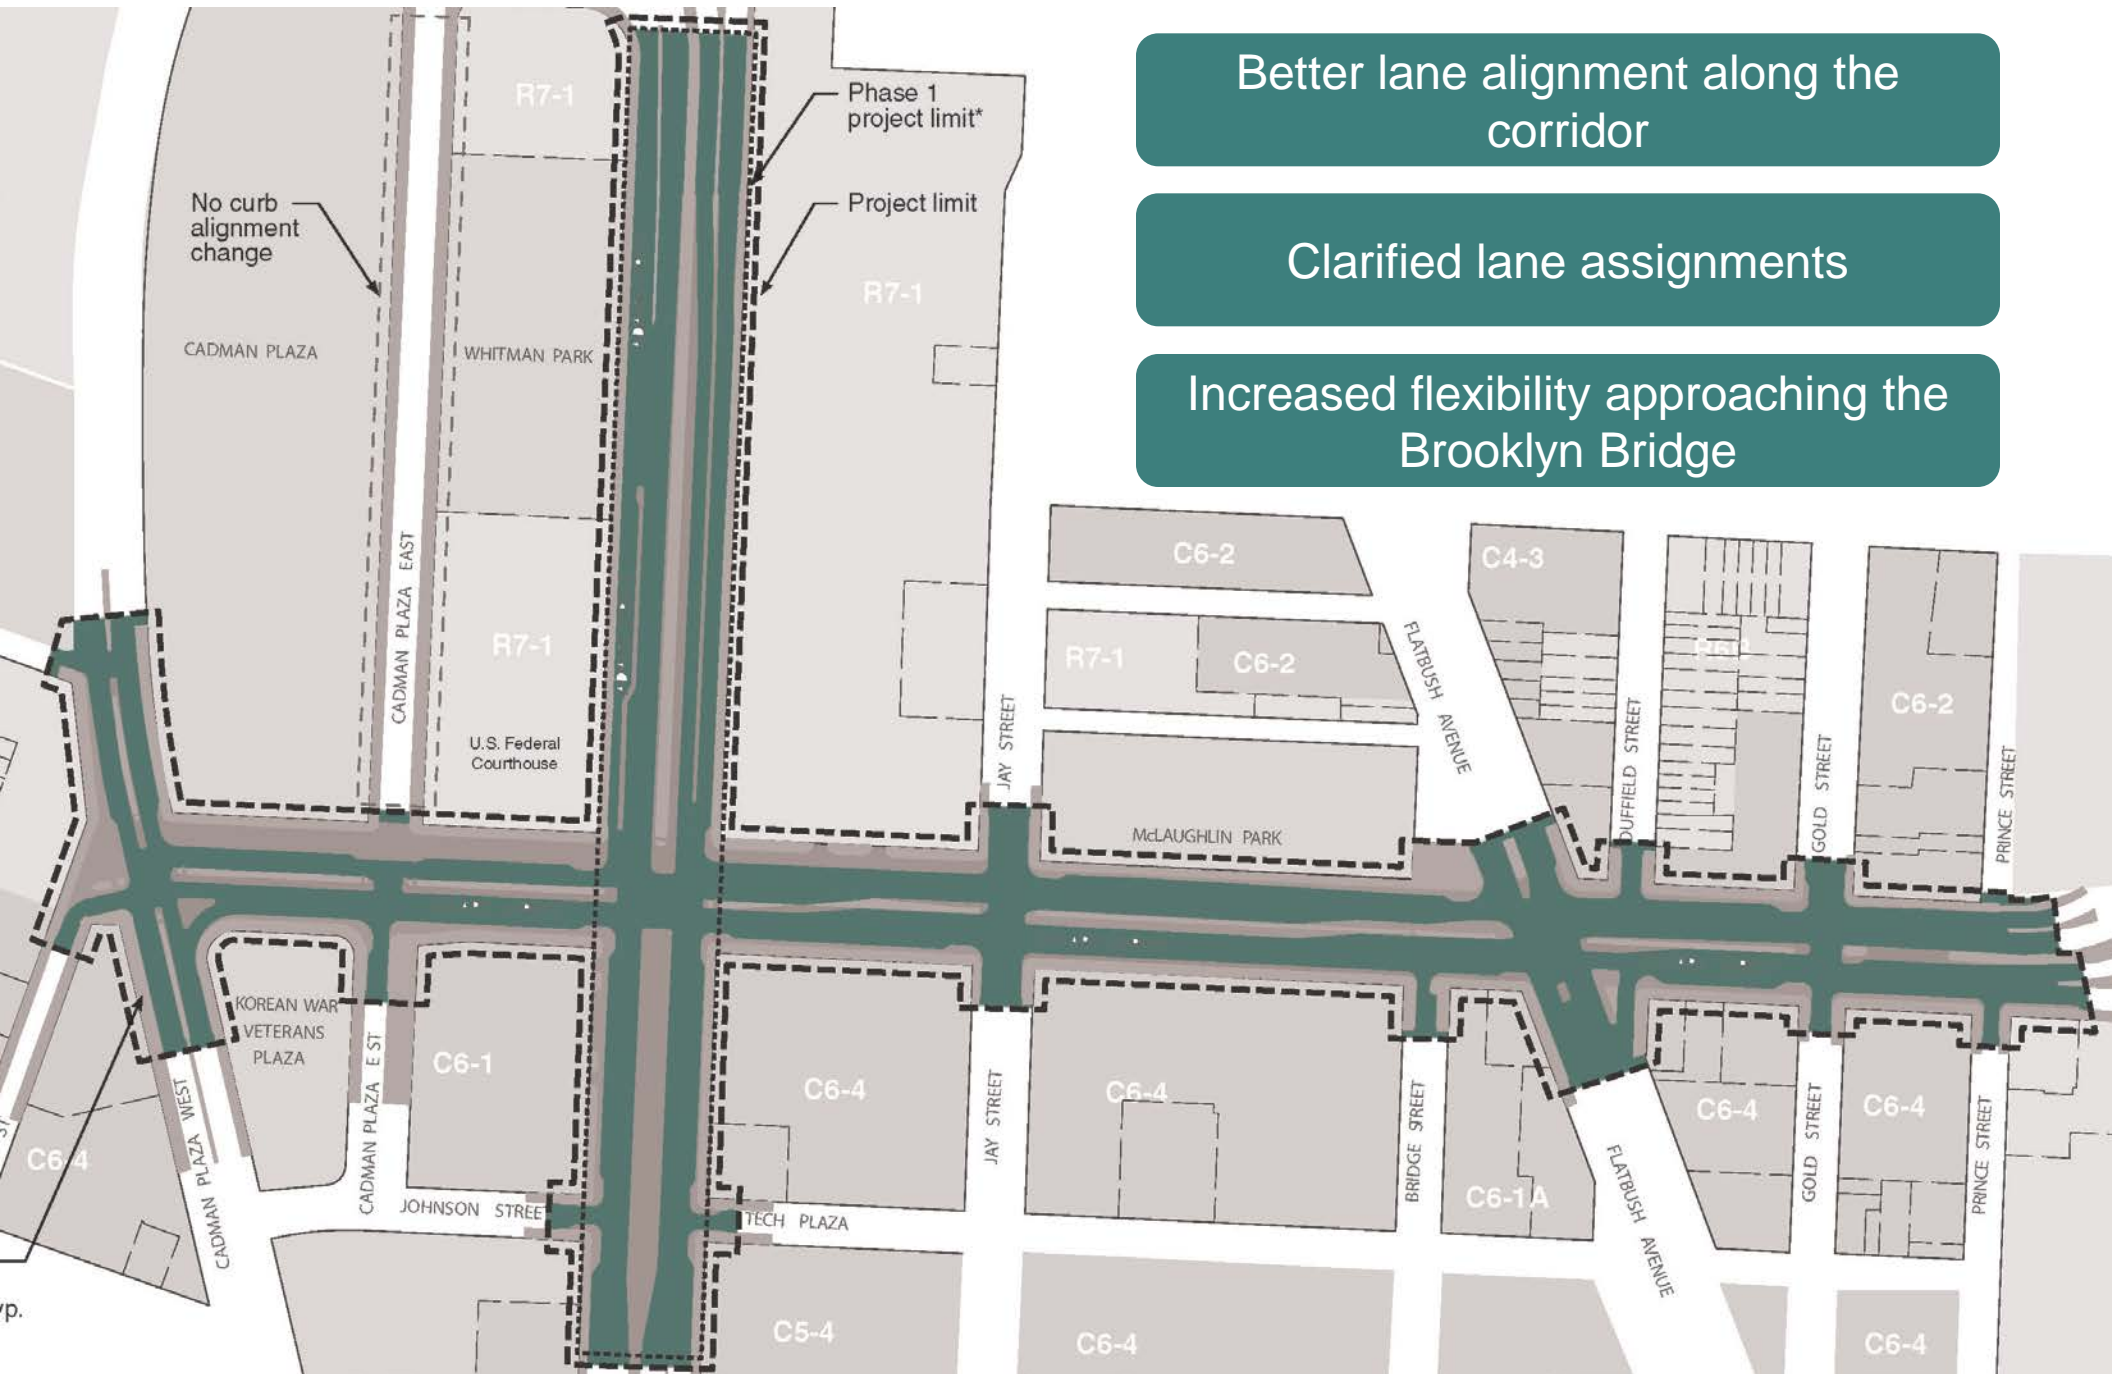 Better lane alignment along the
corridor
Clarified lane assignments
Increased flexibility approaching the
Brooklyn Bridge
R7-1
Phase 1
project limit*
Project limit
No curb
alignment
change
R7-1
CADMAN PLAZA
WHITMAN PARK
CADMAN PLAZA EAST
R7-1
U.S. Federal
Courthouse
JAY STREET
C6-2
R7-1
C6-2
FLATBUSH AVENUE
C4-3
DUFFIELD STREET
R6B
GOLD STREET
C6-2
PRINCE STREET
McLAUGHLIN PARK
KOREAN WAR
VETERANS
PLAZA
C6-4
CADMAN PLAZA WEST
CADMAN PLAZA E ST
C6-1
JOHNSON STREE
TECH PLAZA
C6-4
JAY STREET
C6-4
BRIDGE STREET
C6-1A
FLATBUSH AVENUE
C6-4
GOLD STREET
C6-4
PRINCE STREET
ST
yp.
C5-4
C6-4
C6-4